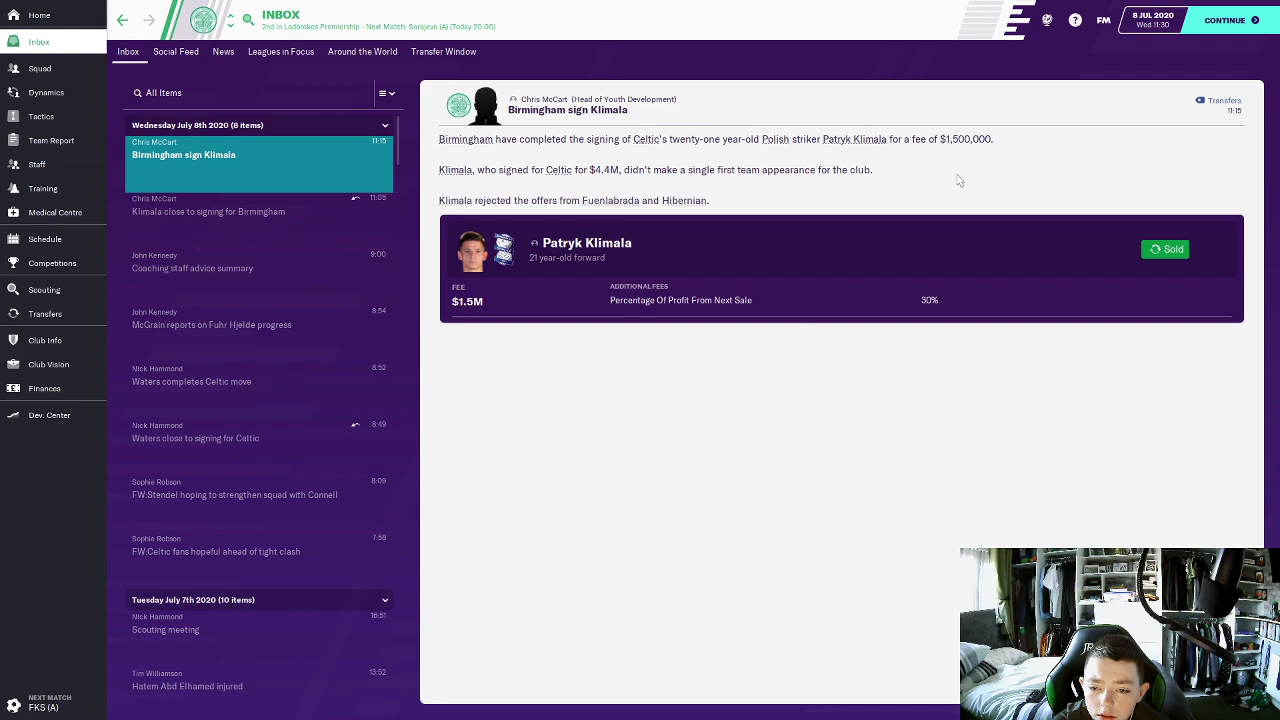 INBOX
2nd in Ladbrokes Premiership - Next Match: Sarajevo (A) (Today 20:00)
FM
8 JUL 2020
Wed 11:30
CONTINUE
Inbox
Social Feed
News
Leagues in Focus
Around the World
Transfer Window
Inbox
Squad
Dynamics
Tactics
Team Report
Staff
Training
Medical Centre
Schedule
Competitions
Scouting
Transfers
Club Info
Club Vision
Finances
Dev. Center
NEXT MATCH
FKS (A)
All Items
Wednesday July 8th 2020 (8 items)
Chris McCart 11:15
Birmingham sign Klimala
Chris McCart 11:05
Klimala close to signing for Birmingham
John Kennedy 9:00
Coaching staff advice summary
John Kennedy 8:54
McGrain reports on Fuhr Hjelde progress
Nick Hammond 8:52
Waters completes Celtic move
Nick Hammond 8:49
Waters close to signing for Celtic
Sophie Robson 8:09
FW:Stendel hoping to strengthen squad with Connell
Sophie Robson 7:58
FW:Celtic fans hopeful ahead of tight clash
Tuesday July 7th 2020 (10 items)
Nick Hammond 16:51
Scouting meeting
Tim Williamson 13:52
Hatem Abd Elhamed injured
Chris McCart (Head of Youth Development)
Birmingham sign Klimala
Transfers
11:15
Birmingham have completed the signing of Celtic's twenty-one year-old Polish striker Patryk Klimala for a fee of $1,500,000.
Klimala, who signed for Celtic for $4.4M, didn't make a single first team appearance for the club.
Klimala rejected the offers from Fuenlabrada and Hibernian.
Patryk Klimala
21 year-old forward
Sold
FEE
$1.5M
ADDITIONAL FEES
Percentage Of Profit From Next Sale 30%